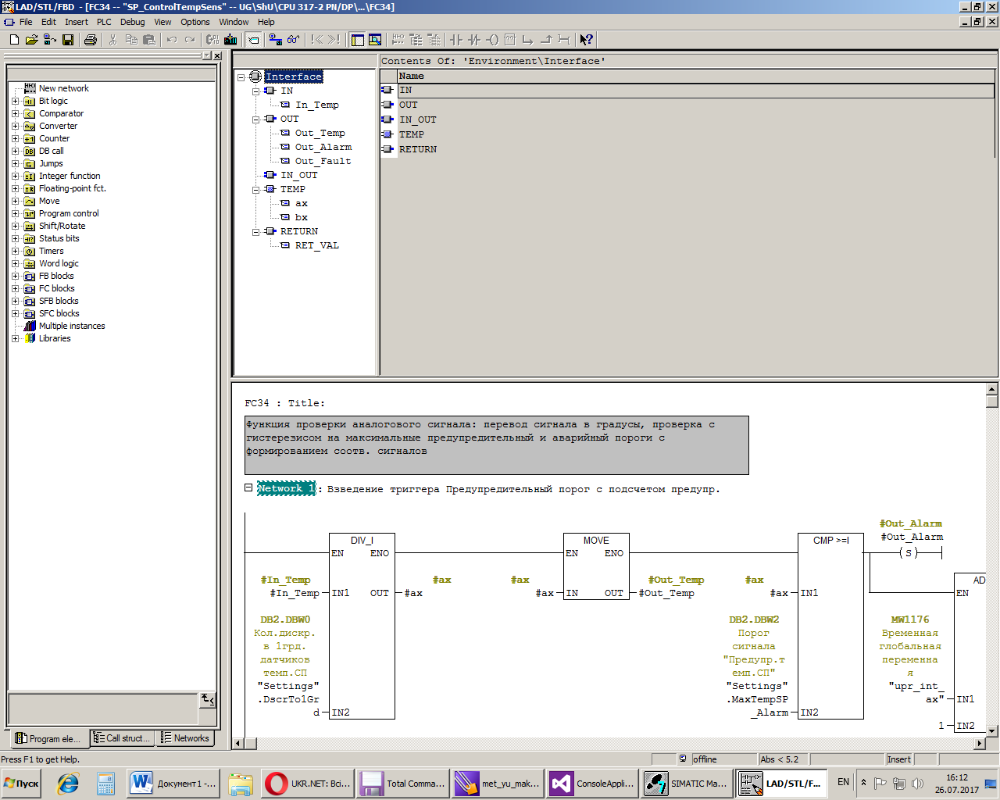 LAD/STL/FBD - [FC34 -- "SP_ControlTempSens" -- UG\ShU\CPU 317-2 PN/DP\...\FC34]
File Edit Insert PLC Debug View Options Window Help
New network
Bit logic
Comparator
Converter
Counter
DB call
Jumps
Integer function
Floating-point fct.
Move
Program control
Shift/Rotate
Status bits
Timers
Word logic
FB blocks
FC blocks
SFB blocks
SFC blocks
Multiple instances
Libraries
Program ele... Call struct... Networks
Interface
IN
In_Temp
OUT
Out_Temp
Out_Alarm
Out_Fault
IN_OUT
TEMP
ax
bx
RETURN
RET_VAL
Contents Of: 'Environment\Interface'
Name
IN
OUT
IN_OUT
TEMP
RETURN
FC34 : Title:
Функция проверки аналогового сигнала: перевод сигнала в градусы, проверка с
гистерезисом на максимальные предупредительный и аварийный пороги с
формированием соотв. сигналов
Network 1: Взведение триггера Предупредительный порог с подсчетом предупр.
#Out_Alarm
DIV_I MOVE CMP >=I #Out_Alarm
EN ENO EN ENO (S)
#In_Temp #ax #ax #Out_Temp #ax AD
#In_Temp IN1 OUT #ax #ax IN OUT #Out_Temp #ax IN1 EN
DB2.DBW0 DB2.DBW2 MW1176
Кол.дискр. Порог Временная
в 1грд. сигнала глобальная
датчиков "Предупр.т переменна
темп.СП емп.СП" я
"Settings" "Settings" "upr_int_
.DscrTo1Gr .MaxTempSP ax" IN1
d IN2 _Alarm IN2
1 IN2
Press F1 to get Help. offline Abs < 5.2 Insert
Пуск Документ1 -... UKR.NET: Всі... Total Comma... met_yu_mak... ConsoleAppli... SIMATIC Ma... LAD/STL/F... EN 16:12
26.07.2017